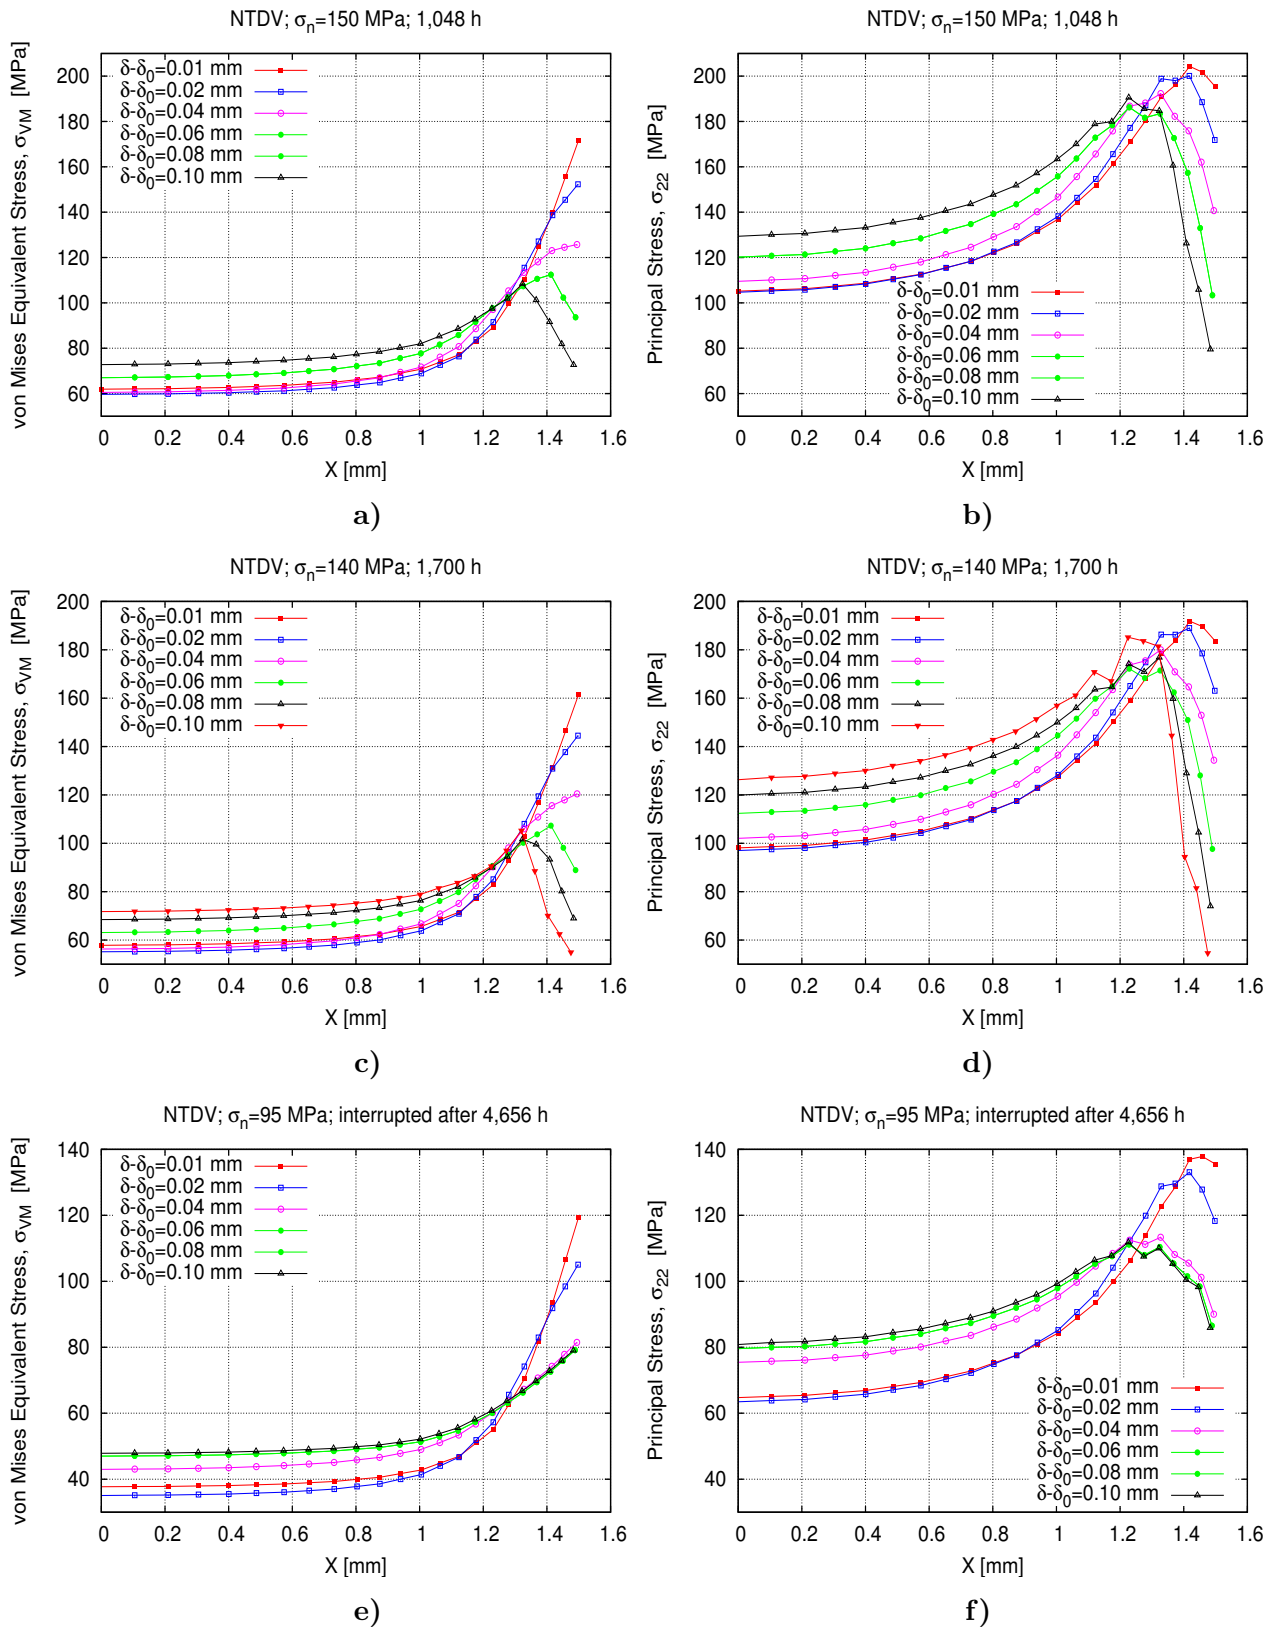 NTDV; σn=150 MPa; 1,048 h
von Mises Equivalent Stress, σVM [MPa]
200
180
160
140
120
100
80
60
δ-δ0=0.01 mm
δ-δ0=0.02 mm
δ-δ0=0.04 mm
δ-δ0=0.06 mm
δ-δ0=0.08 mm
δ-δ0=0.10 mm
0 0.2 0.4 0.6 0.8 1 1.2 1.4 1.6
X [mm]
a)
NTDV; σn=150 MPa; 1,048 h
Principal Stress, σ22 [MPa]
200
180
160
140
120
100
80
60
δ-δ0=0.01 mm
δ-δ0=0.02 mm
δ-δ0=0.04 mm
δ-δ0=0.06 mm
δ-δ0=0.08 mm
δ-δ0=0.10 mm
0 0.2 0.4 0.6 0.8 1 1.2 1.4 1.6
X [mm]
b)
NTDV; σn=140 MPa; 1,700 h
von Mises Equivalent Stress, σVM [MPa]
200
180
160
140
120
100
80
60
δ-δ0=0.01 mm
δ-δ0=0.02 mm
δ-δ0=0.04 mm
δ-δ0=0.06 mm
δ-δ0=0.08 mm
δ-δ0=0.10 mm
0 0.2 0.4 0.6 0.8 1 1.2 1.4 1.6
X [mm]
c)
NTDV; σn=140 MPa; 1,700 h
Principal Stress, σ22 [MPa]
200
180
160
140
120
100
80
60
δ-δ0=0.01 mm
δ-δ0=0.02 mm
δ-δ0=0.04 mm
δ-δ0=0.06 mm
δ-δ0=0.08 mm
δ-δ0=0.10 mm
0 0.2 0.4 0.6 0.8 1 1.2 1.4 1.6
X [mm]
d)
NTDV; σn=95 MPa; interrupted after 4,656 h
von Mises Equivalent Stress, σVM [MPa]
140
120
100
80
60
40
δ-δ0=0.01 mm
δ-δ0=0.02 mm
δ-δ0=0.04 mm
δ-δ0=0.06 mm
δ-δ0=0.08 mm
δ-δ0=0.10 mm
0 0.2 0.4 0.6 0.8 1 1.2 1.4 1.6
X [mm]
e)
NTDV; σn=95 MPa; interrupted after 4,656 h
Principal Stress, σ22 [MPa]
140
120
100
80
60
40
δ-δ0=0.01 mm
δ-δ0=0.02 mm
δ-δ0=0.04 mm
δ-δ0=0.06 mm
δ-δ0=0.08 mm
δ-δ0=0.10 mm
0 0.2 0.4 0.6 0.8 1 1.2 1.4 1.6
X [mm]
f)